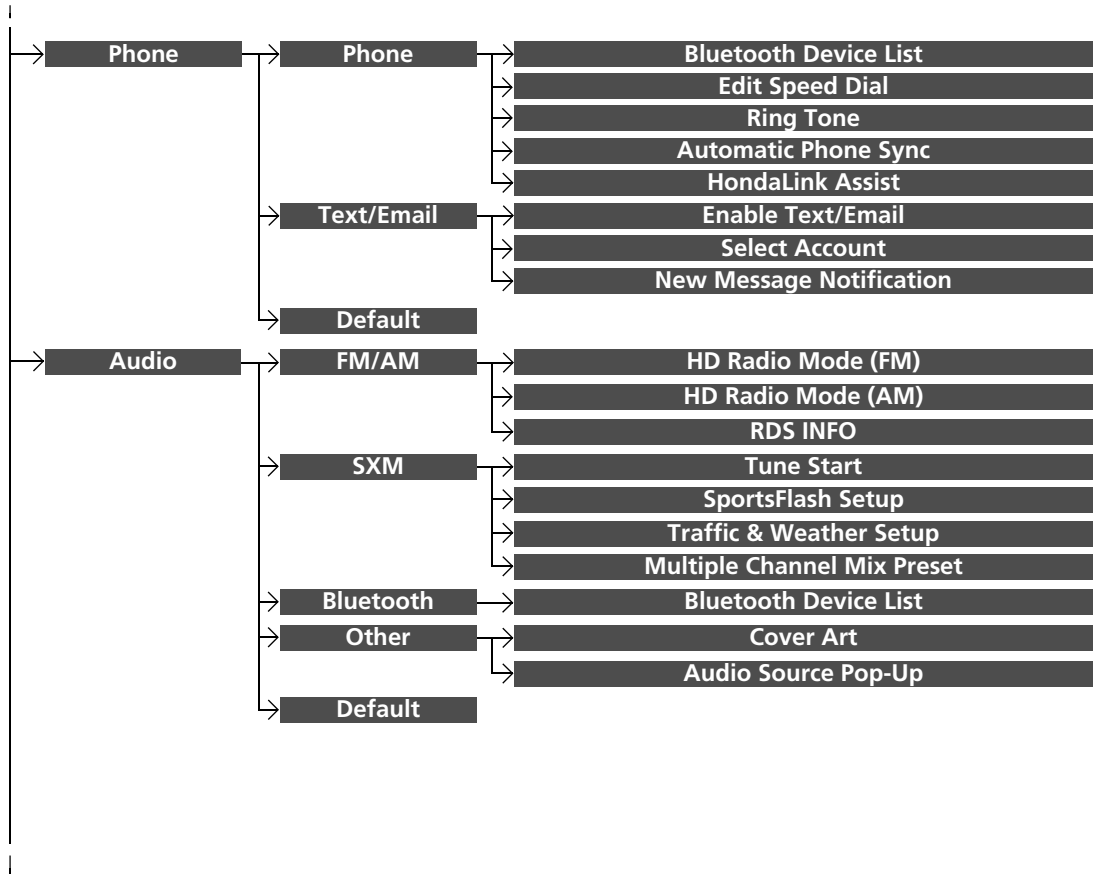 Phone Phone Bluetooth Device List
Edit Speed Dial
Ring Tone
Automatic Phone Sync
HondaLink Assist
Text/Email Enable Text/Email
Select Account
New Message Notification
Default
Audio FM/AM HD Radio Mode (FM)
HD Radio Mode (AM)
RDS INFO
SXM Tune Start
SportsFlash Setup
Traffic & Weather Setup
Multiple Channel Mix Preset
Bluetooth Bluetooth Device List
Other Cover Art
Audio Source Pop-Up
Default